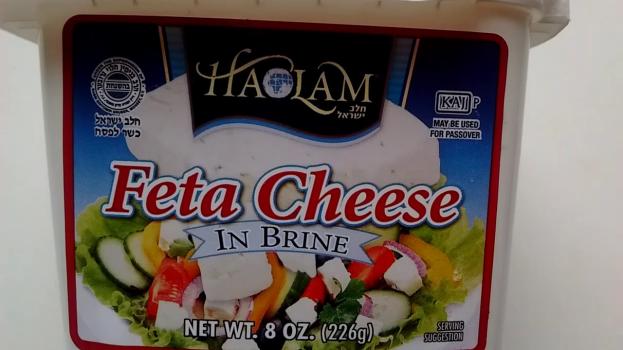 HAOLAM
חלב
ישראל
חלב ישראל
כשר לפסח
KAJ P
MAY BE USED
FOR PASSOVER
Feta Cheese
IN BRINE
NET WT. 8 OZ. (226g)
SERVING
SUGGESTION